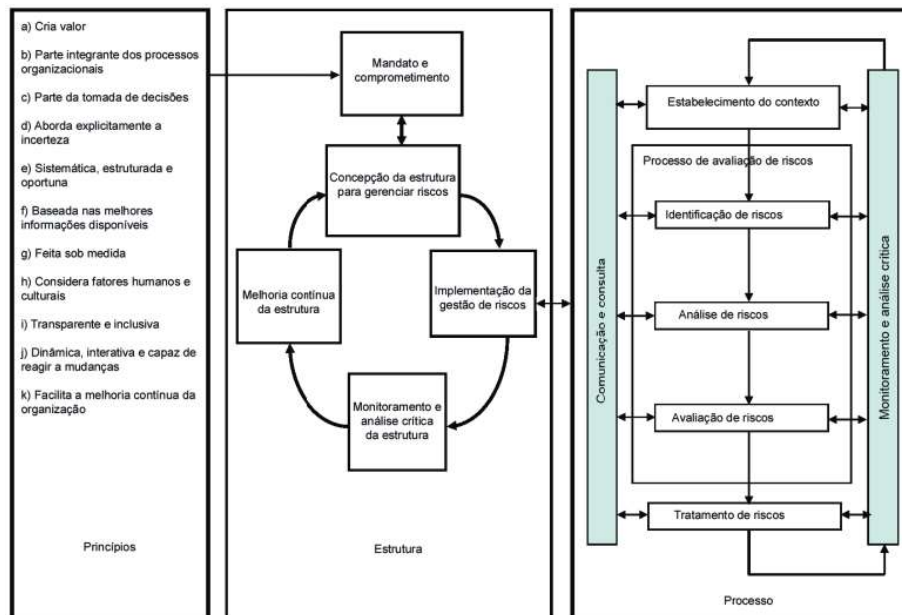 a) Cria valor
b) Parte integrante dos processos
organizacionais
c) Parte da tomada de decisões
d) Aborda explicitamente a
incerteza
e) Sistemática, estruturada e
oportuna
f) Baseada nas melhores
informações disponíveis
g) Feita sob medida
h) Considera fatores humanos e
culturais
i) Transparente e inclusiva
j) Dinâmica, interativa e capaz de
reagir a mudanças
k) Facilita a melhoria contínua da
organização
Princípios
Mandato e
comprometimento
Concepção da estrutura
para gerenciar riscos
Implementação da
gestão de riscos
Melhoria contínua
da estrutura
Monitoramento e
análise crítica
da estrutura
Estrutura
Comunicação e consulta
Estabelecimento do contexto
Processo de avaliação de riscos
Identificação de riscos
Análise de riscos
Avaliação de riscos
Tratamento de riscos
Monitoramento e análise crítica
Processo